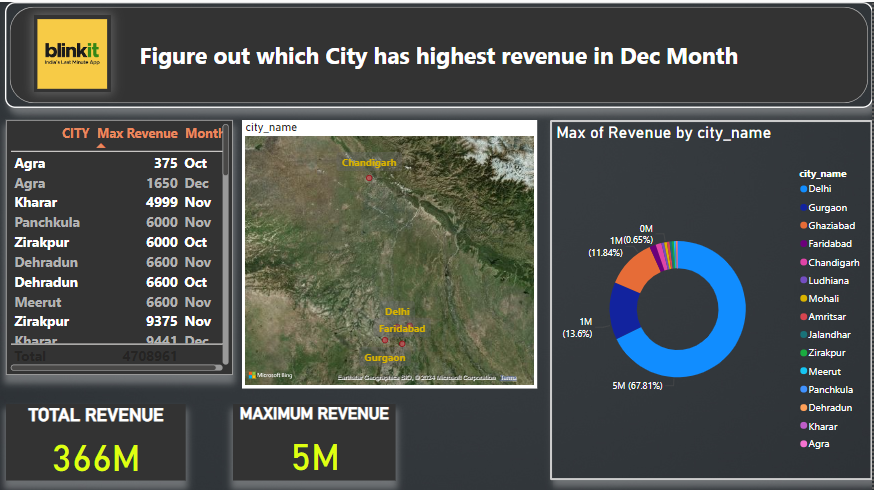 blinkit
India's Last Minute App
Figure out which City has highest revenue in Dec Month
CITY Max Revenue Month
Agra 375 Oct
Agra 1650 Dec
Kharar 4999 Nov
Panchkula 6000 Nov
Zirakpur 6000 Oct
Dehradun 6600 Nov
Dehradun 6600 Oct
Meerut 6600 Nov
Zirakpur 9375 Nov
Kharar 9441 Dec
Total 4708961
city_name
Chandigarh
Delhi
Faridabad
Gurgaon
Microsoft Bing
© 2024 Microsoft Corporation Terms
Max of Revenue by city_name
0M
(0.65%)
1M
(11.84%)
1M
(13.6%)
5M (67.81%)
city_name
Delhi
Gurgaon
Ghaziabad
Faridabad
Chandigarh
Ludhiana
Mohali
Amritsar
Jalandhar
Zirakpur
Meerut
Panchkula
Dehradun
Kharar
Agra
TOTAL REVENUE
366M
MAXIMUM REVENUE
5M